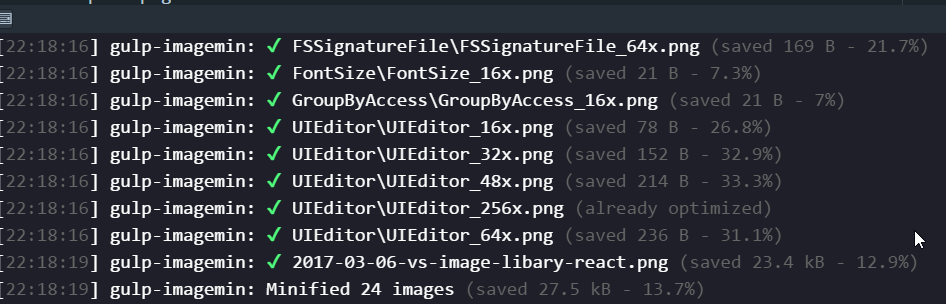 [22:18:16] gulp-imagemin: ✓ FSSignatureFile\FSSignatureFile_64x.png (saved 169 B - 21.7%)
[22:18:16] gulp-imagemin: ✓ FontSize\FontSize_16x.png (saved 21 B - 7.3%)
[22:18:16] gulp-imagemin: ✓ GroupByAccess\GroupByAccess_16x.png (saved 21 B - 7%)
[22:18:16] gulp-imagemin: ✓ UIEditor\UIEditor_16x.png (saved 78 B - 26.8%)
[22:18:16] gulp-imagemin: ✓ UIEditor\UIEditor_32x.png (saved 152 B - 32.9%)
[22:18:16] gulp-imagemin: ✓ UIEditor\UIEditor_48x.png (saved 214 B - 33.3%)
[22:18:16] gulp-imagemin: ✓ UIEditor\UIEditor_256x.png (already optimized)
[22:18:16] gulp-imagemin: ✓ UIEditor\UIEditor_64x.png (saved 236 B - 31.1%)
[22:18:19] gulp-imagemin: ✓ 2017-03-06-vs-image-libary-react.png (saved 23.4 kB - 12.9%)
[22:18:19] gulp-imagemin: Minified 24 images (saved 27.5 kB - 13.7%)